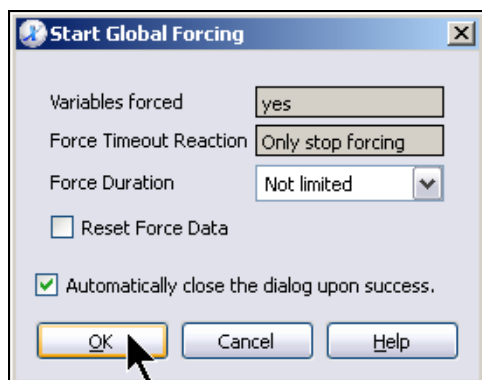 Start Global Forcing
Variables forced yes
Force Timeout Reaction Only stop forcing
Force Duration Not limited
Reset Force Data
Automatically close the dialog upon success.
OK Cancel Help